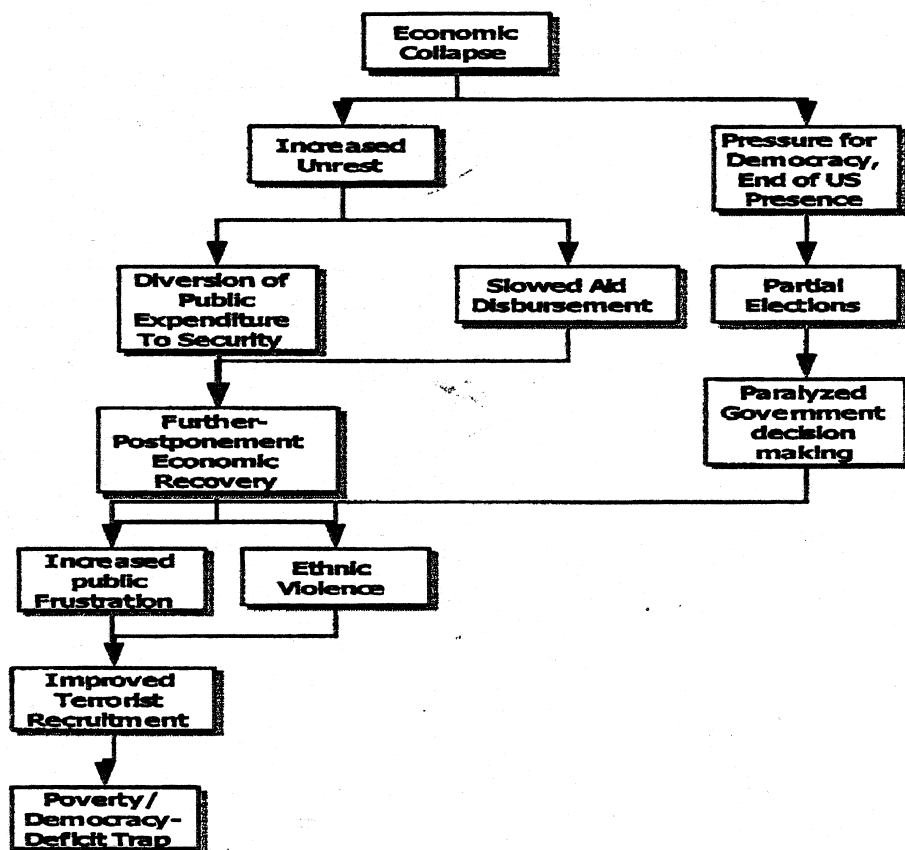 Economic
Collapse
Increased
Unrest
Pressure for
Democracy,
End of US
Presence
Diversion of
Public
Expenditure
To Security
Slowed Aid
Disbursement
Partial
Elections
Further-
Postponement
Economic
Recovery
Paralyzed
Government
decision
making
Increased
public
Frustration
Ethnic
Violence
Improved
Terrorist
Recruitment
Poverty/
Democracy-
Deficit Trap